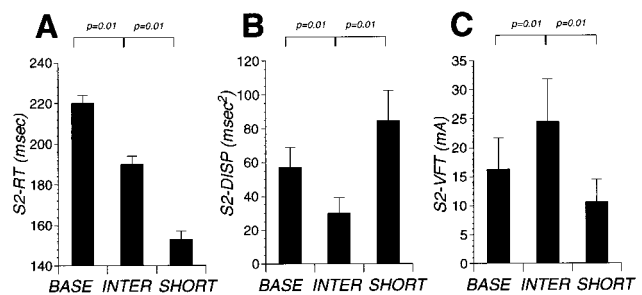 A
p=0.01 p=0.01
S2-RT (msec)
240
220
200
180
160
140
BASE INTER SHORT
B
p=0.01 p=0.01
S2-DISP (msec²)
120
100
80
60
40
20
0
BASE INTER SHORT
C
p=0.01 p=0.01
S2-VFT (mA)
35
30
25
20
15
10
5
0
BASE INTER SHORT